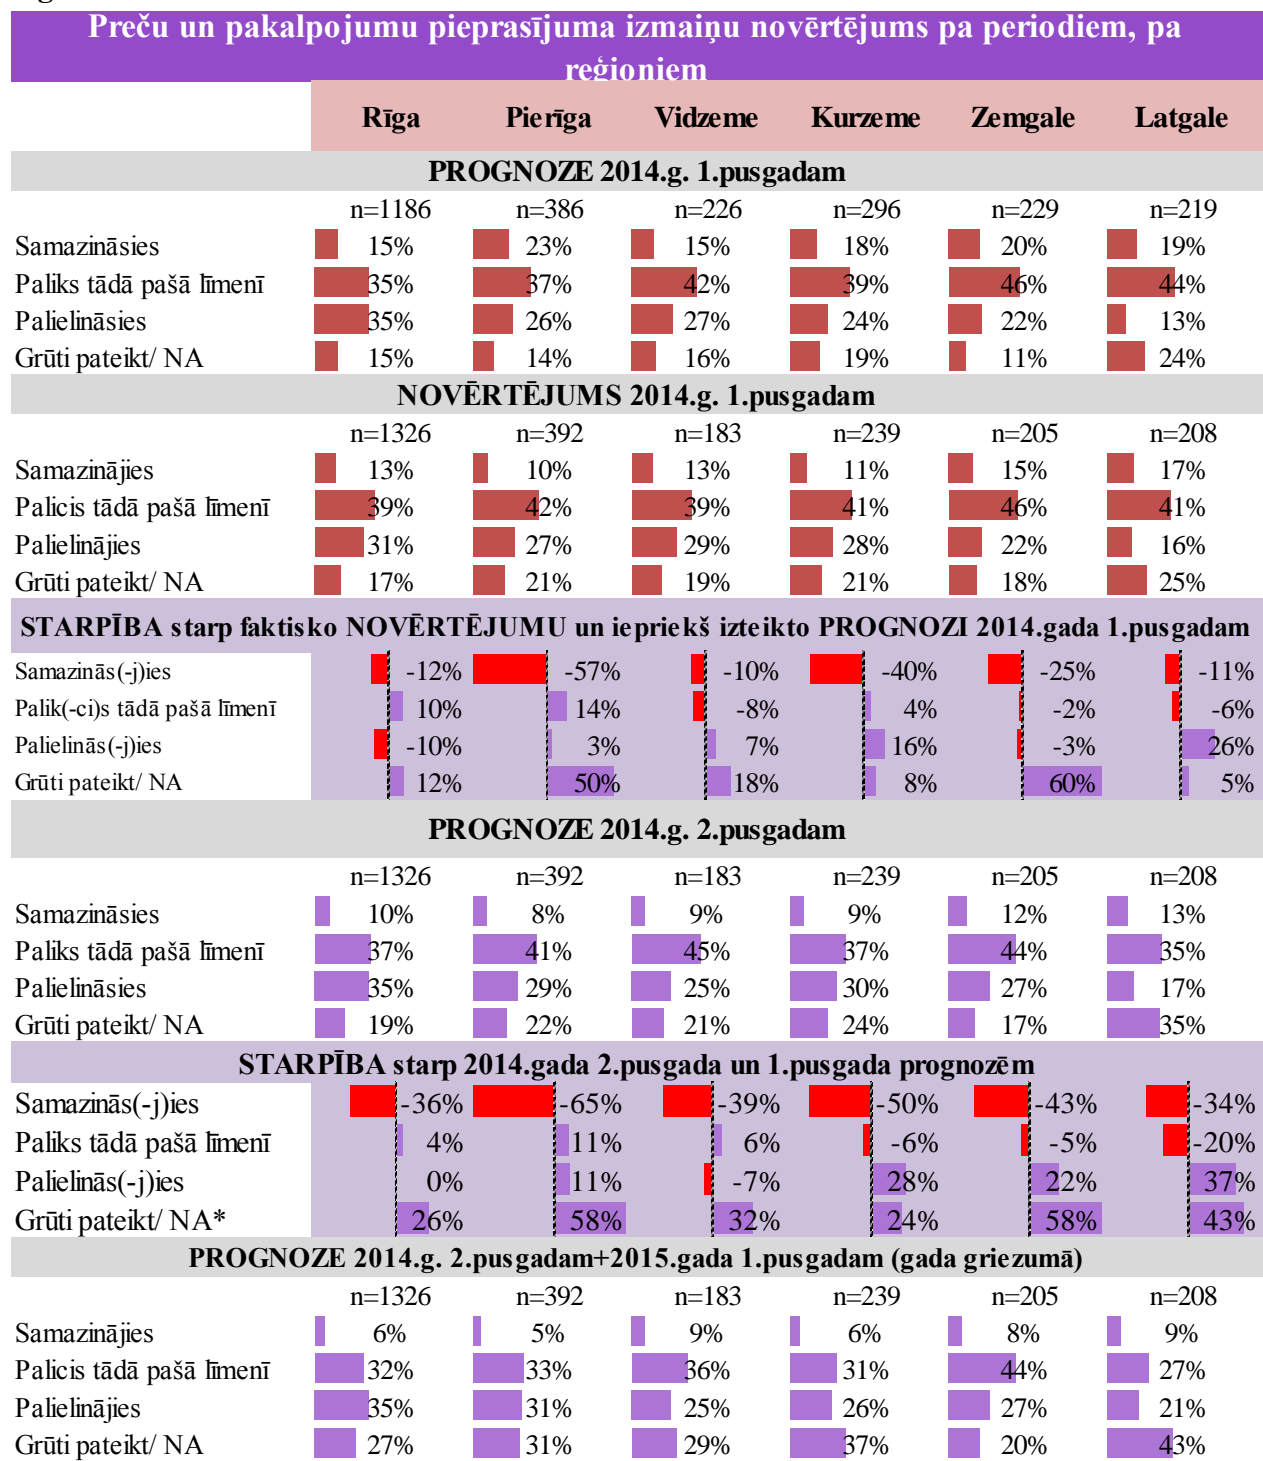 Preču un pakalpojumu pieprasījuma izmaiņu novērtējums pa periodiem, pa
reģioniem
Rīga Pierīga Vidzeme Kurzeme Zemgale Latgale
PROGNOZE 2014.g. 1.pusgadam
n=1186 n=386 n=226 n=296 n=229 n=219
Samazināsies 15% 23% 15% 18% 20% 19%
Paliks tādā pašā līmenī 35% 37% 42% 39% 46% 44%
Palielināsies 35% 26% 27% 24% 22% 13%
Grūti pateikt/ NA 15% 14% 16% 19% 11% 24%
NOVĒRTĒJUMS 2014.g. 1.pusgadam
n=1326 n=392 n=183 n=239 n=205 n=208
Samazinājies 13% 10% 13% 11% 15% 17%
Palicis tādā pašā līmenī 39% 42% 39% 41% 46% 41%
Palielinājies 31% 27% 29% 28% 22% 16%
Grūti pateikt/ NA 17% 21% 19% 21% 18% 25%
STARPĪBA starp faktisko NOVĒRTĒJUMU un iepriekš izteikto PROGNOZI 2014.gada 1.pusgadam
Samazinās(-j)ies -12% -57% -10% -40% -25% -11%
Palik(-ci)s tādā pašā līmenī 10% 14% -8% 4% -2% -6%
Palielinās(-j)ies -10% 3% 7% 16% -3% 26%
Grūti pateikt/ NA 12% 50% 18% 8% 60% 5%
PROGNOZE 2014.g. 2.pusgadam
n=1326 n=392 n=183 n=239 n=205 n=208
Samazināsies 10% 8% 9% 9% 12% 13%
Paliks tādā pašā līmenī 37% 41% 45% 37% 44% 35%
Palielināsies 35% 29% 25% 30% 27% 17%
Grūti pateikt/ NA 19% 22% 21% 24% 17% 35%
STARPĪBA starp 2014.gada 2.pusgada un 1.pusgada prognozēm
Samazinās(-j)ies -36% -65% -39% -50% -43% -34%
Paliks tādā pašā līmenī 4% 11% 6% -6% -5% -20%
Palielinās(-j)ies 0% 11% -7% 28% 22% 37%
Grūti pateikt/ NA* 26% 58% 32% 24% 58% 43%
PROGNOZE 2014.g. 2.pusgadam+2015.gada 1.pusgadam (gada griezumā)
n=1326 n=392 n=183 n=239 n=205 n=208
Samazinājies 6% 5% 9% 6% 8% 9%
Palicis tādā pašā līmenī 32% 33% 36% 31% 44% 27%
Palielinājies 35% 31% 25% 26% 27% 21%
Grūti pateikt/ NA 27% 31% 29% 37% 20% 43%